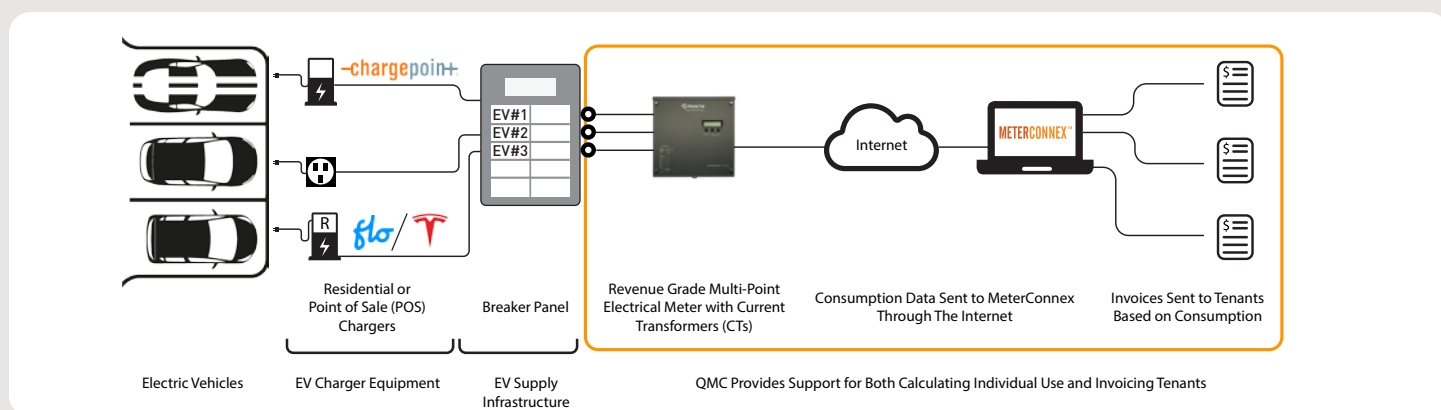 -chargepoin+
EV#1
EV#2
EV#3
R
flo/T
Internet
METERCONNEX™
$
$
$
Residential or
Point of Sale (POS)
Chargers
Breaker Panel
Revenue Grade Multi-Point
Electrical Meter with Current
Transformers (CTs)
Consumption Data Sent to MeterConnex
Through The Internet
Invoices Sent to Tenants
Based on Consumption
Electric Vehicles
EV Charger Equipment
EV Supply
Infrastructure
QMC Provides Support for Both Calculating Individual Use and Invoicing Tenants